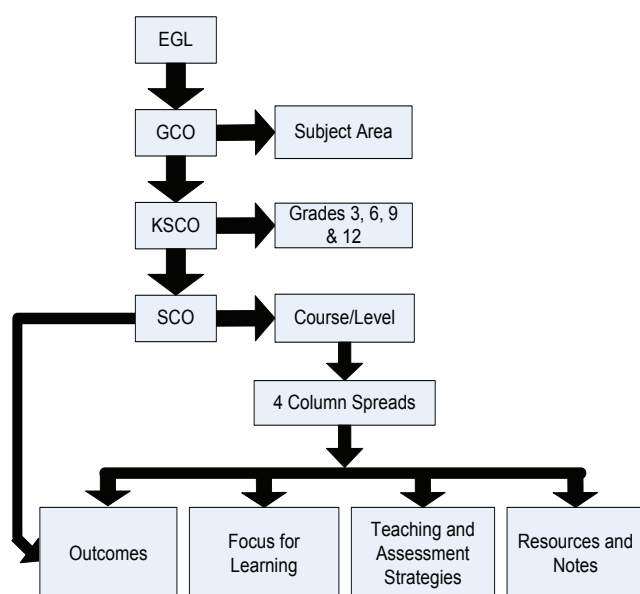 EGL
GCO
Subject Area
KSCO
Grades 3, 6, 9
& 12
SCO
Course/Level
4 Column Spreads
Outcomes
Focus for
Learning
Teaching and
Assessment
Strategies
Resources and
Notes